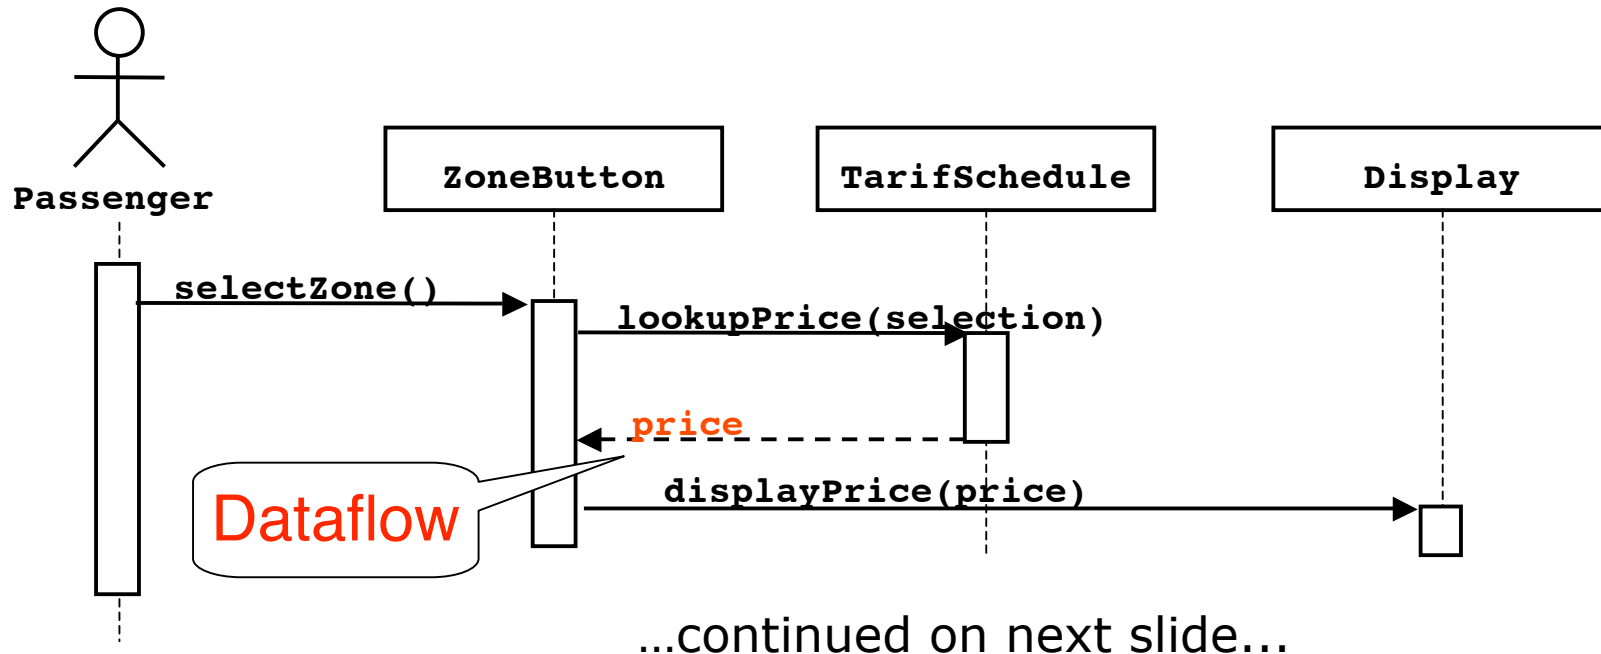 Passenger
ZoneButton
TarifSchedule
Display
selectZone()
lookupPrice(selection)
price
Dataflow
displayPrice(price)
...continued on next slide...